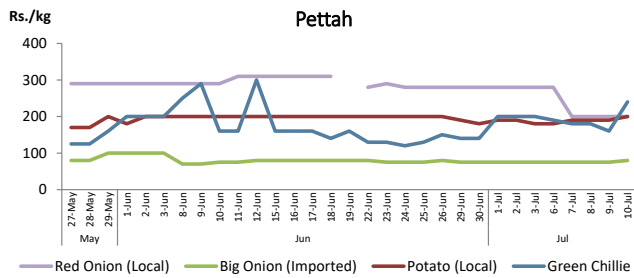 Pettah
Rs./kg
400
300
200
100
0
27-May
28-May
29-May
1-Jun
2-Jun
3-Jun
8-Jun
9-Jun
10-Jun
11-Jun
12-Jun
15-Jun
16-Jun
17-Jun
18-Jun
19-Jun
22-Jun
23-Jun
24-Jun
25-Jun
26-Jun
29-Jun
30-Jun
1-Jul
2-Jul
3-Jul
6-Jul
7-Jul
8-Jul
9-Jul
10-Jul
May Jun Jul
Red Onion (Local) Big Onion (Imported) Potato (Local) Green Chillie